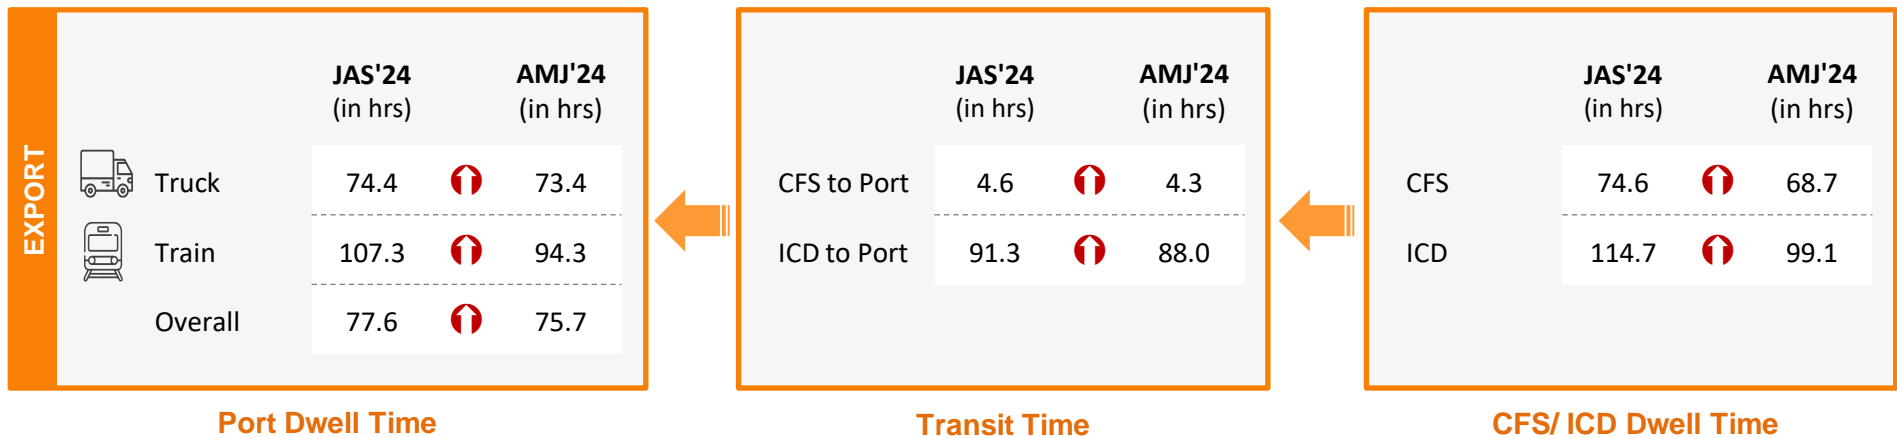 EXPORT
JAS'24 AMJ'24
(in hrs) (in hrs)
Truck 74.4 73.4
Train 107.3 94.3
Overall 77.6 75.7
Port Dwell Time
JAS'24 AMJ'24
(in hrs) (in hrs)
CFS to Port 4.6 4.3
ICD to Port 91.3 88.0
Transit Time
JAS'24 AMJ'24
(in hrs) (in hrs)
CFS 74.6 68.7
ICD 114.7 99.1
CFS/ ICD Dwell Time